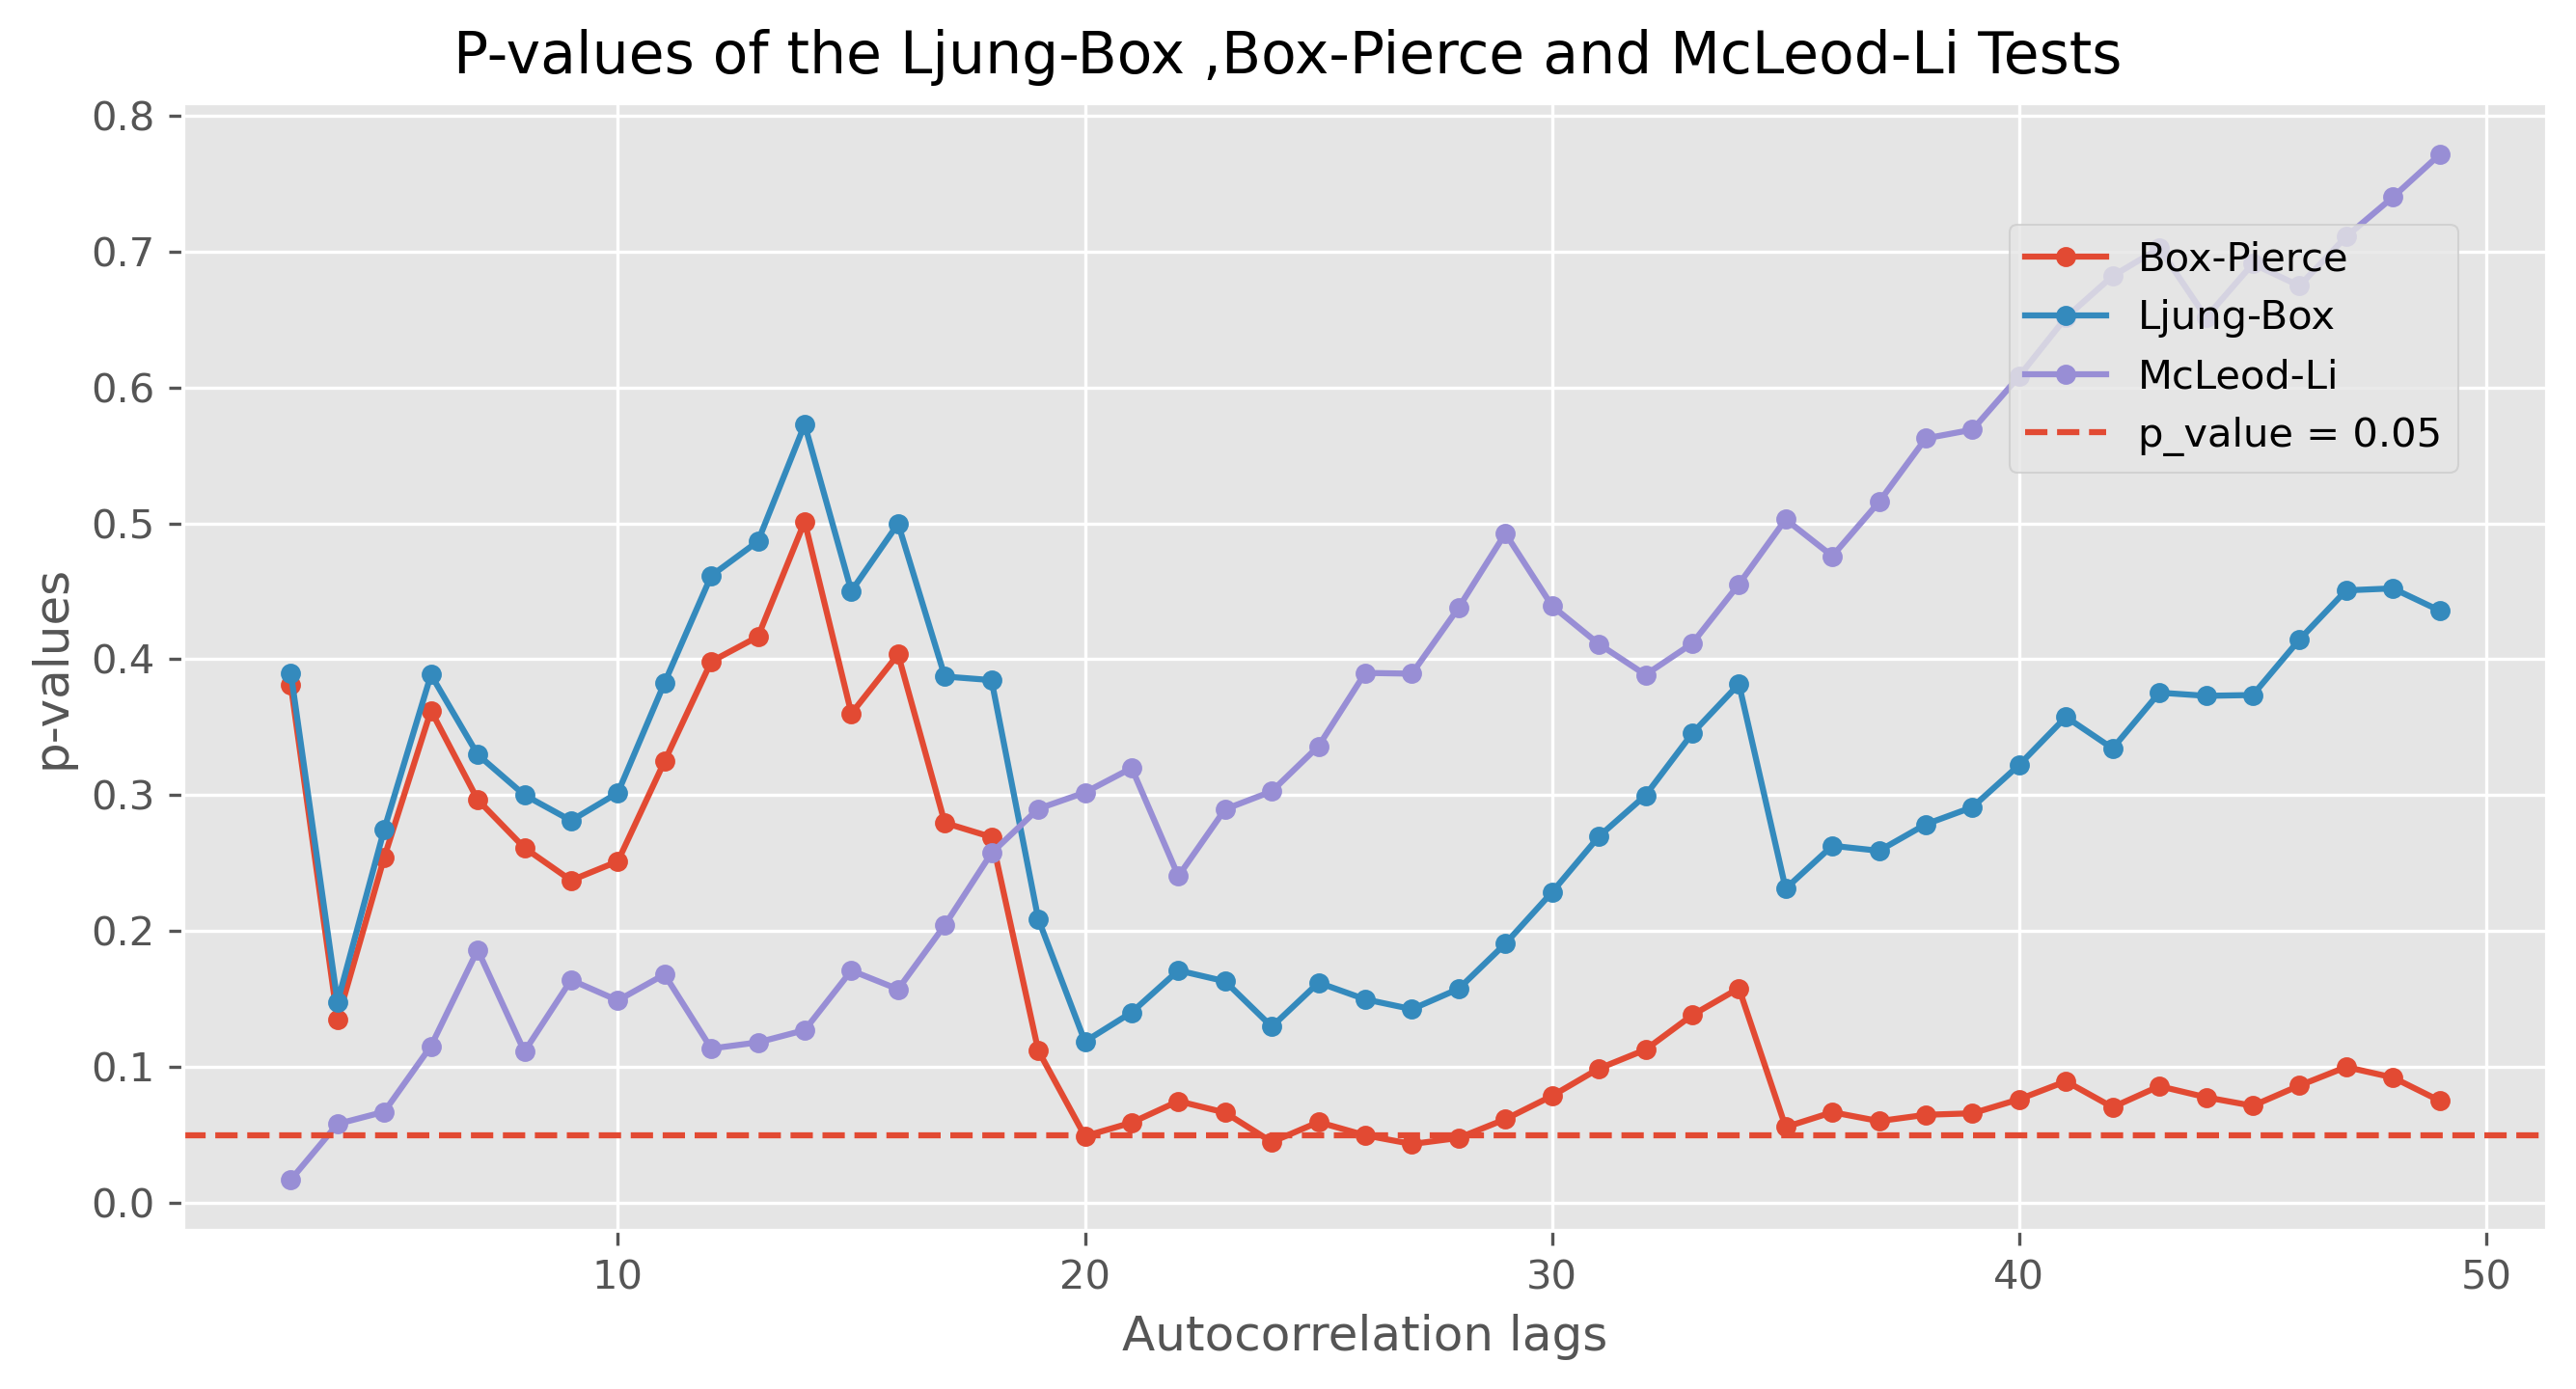 P-values of the Ljung-Box ,Box-Pierce and McLeod-Li Tests
0.8
0.7
0.6
0.5
0.4
0.3
0.2
0.1
0.0
p-values
Box-Pierce
Ljung-Box
McLeod-Li
p_value = 0.05
10 20 30 40 50
Autocorrelation lags